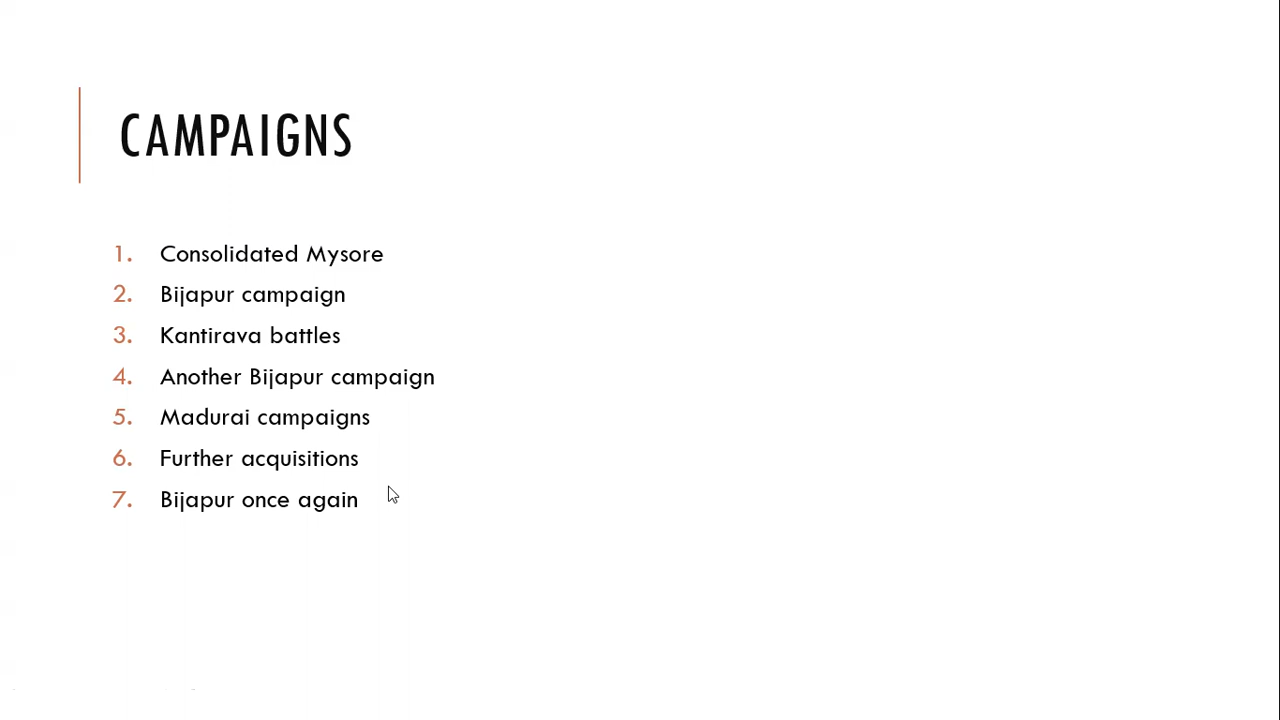 CAMPAIGNS
1. Consolidated Mysore
2. Bijapur campaign
3. Kantirava battles
4. Another Bijapur campaign
5. Madurai campaigns
6. Further acquisitions
7. Bijapur once again